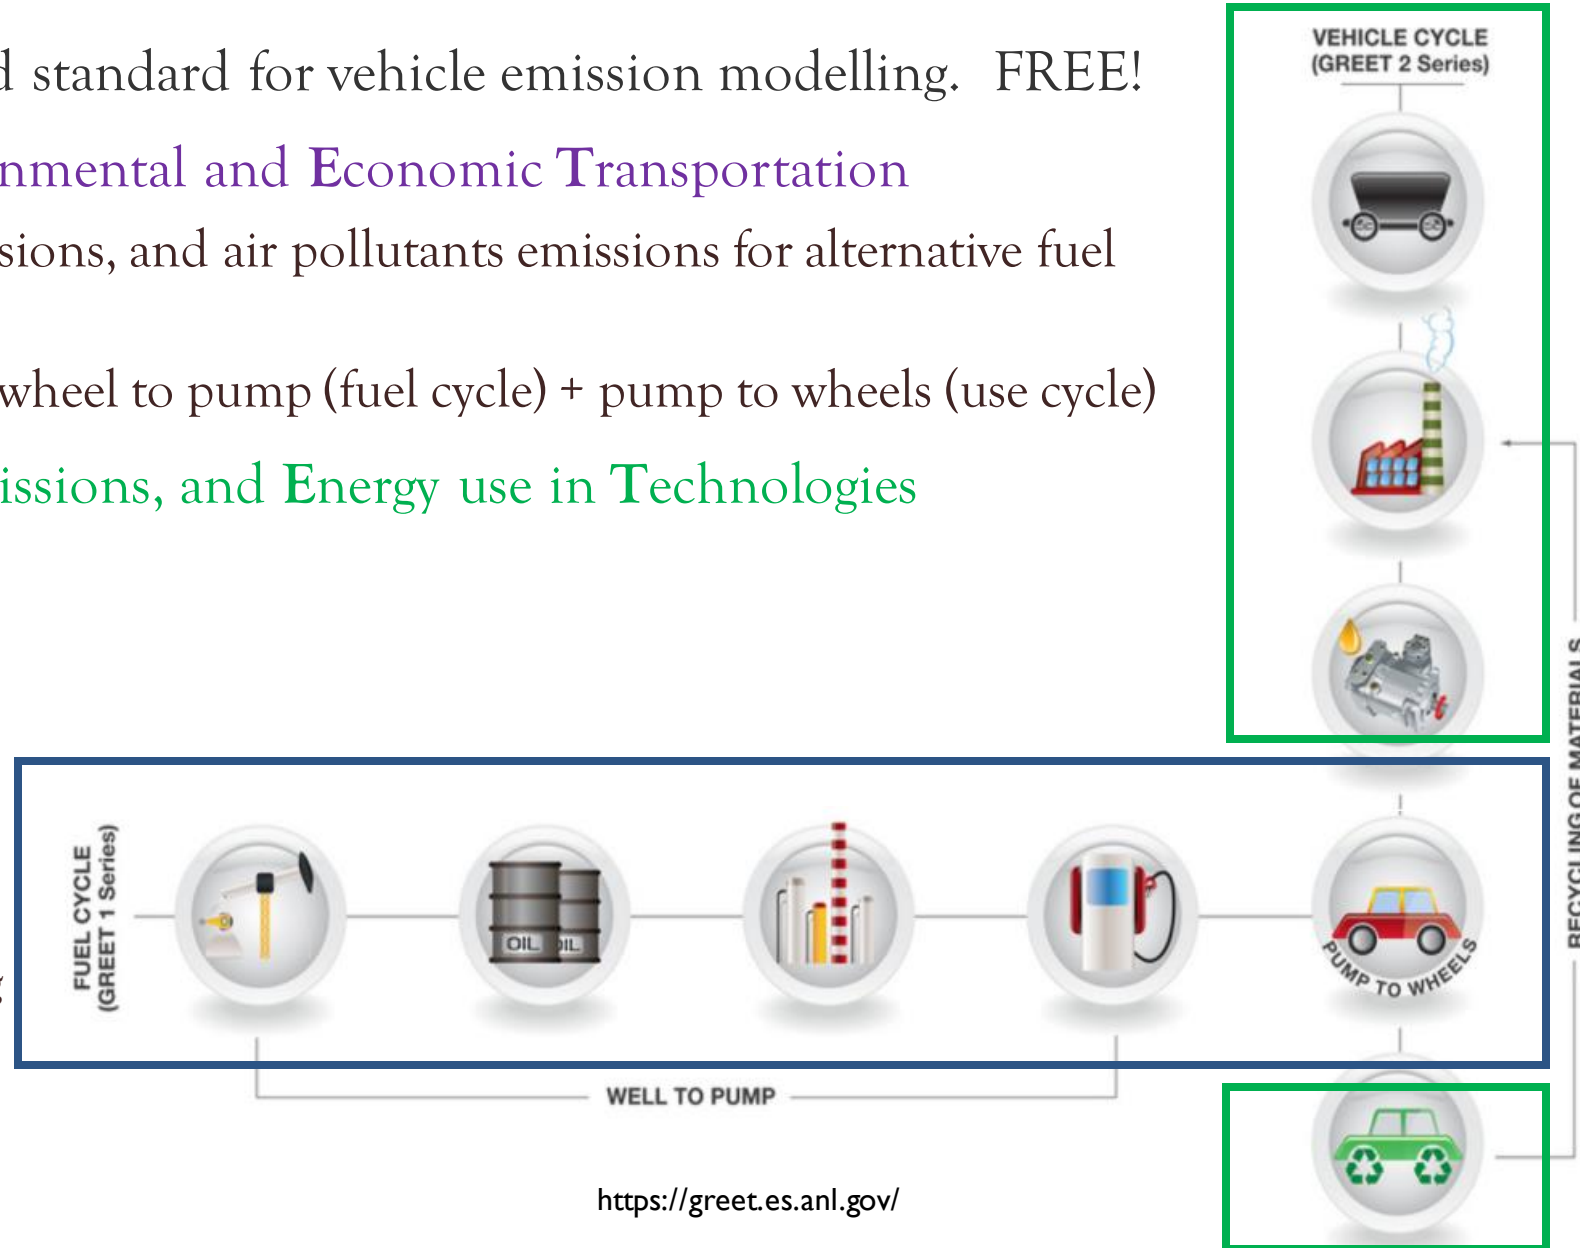 d standard for vehicle emission modelling. FREE!
nmental and Economic Transportation
sions, and air pollutants emissions for alternative fuel
wheel to pump (fuel cycle) + pump to wheels (use cycle)
issions, and Energy use in Technologies
VEHICLE CYCLE
(GREET 2 Series)
RECYCLING OF MATERIALS
FUEL CYCLE
(GREET 1 Series)
g
OIL
OIL
PUMP TO WHEELS
WELL TO PUMP
https://greet.es.anl.gov/